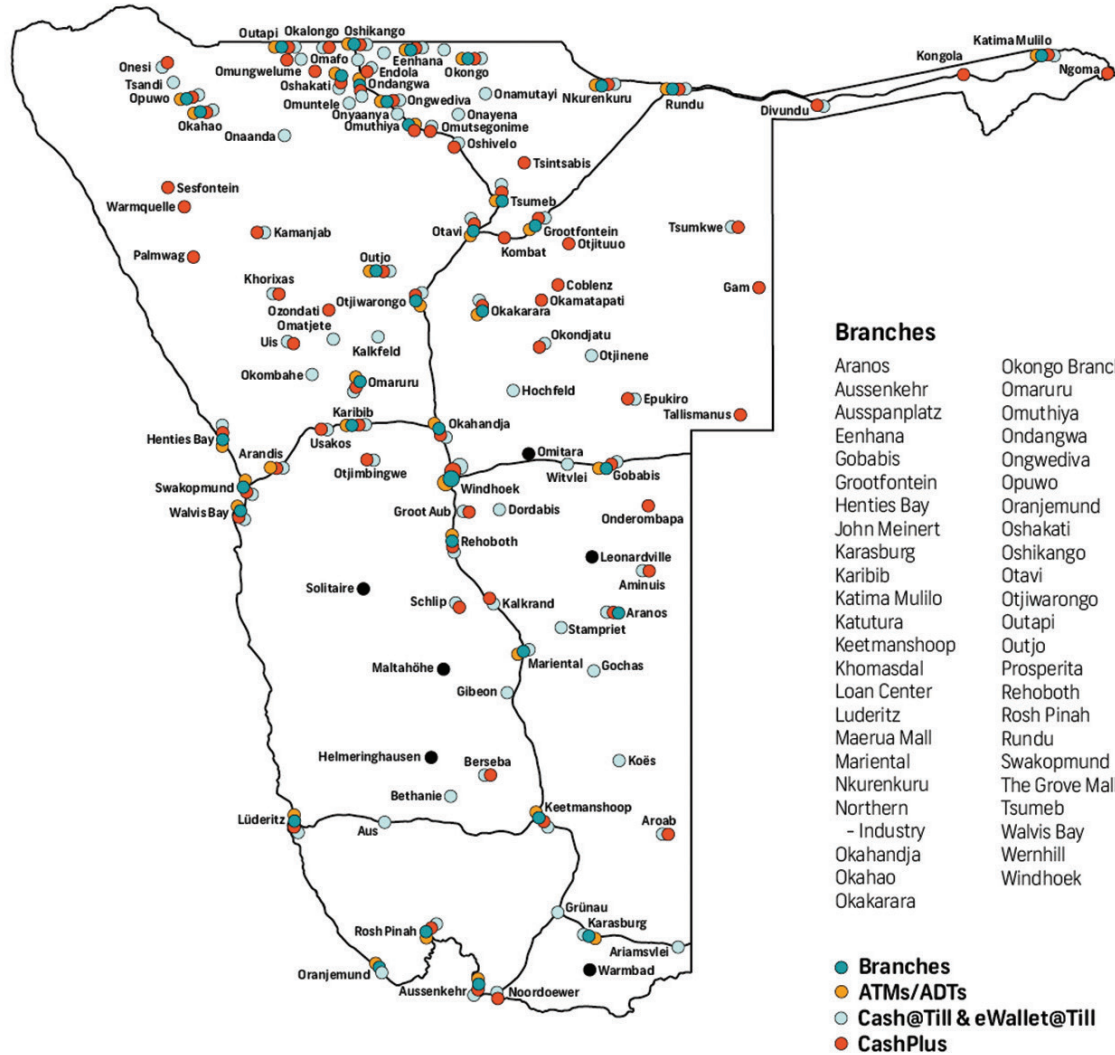 Outapi
Okalongo
Oshikango
Omafo
Eenhana
Okongo
Onesi
Omungwelume
Endola
Tsandi
Oshakati
Ondangwa
Opuwo
Omuntele
Ongwediva
Onamutayi
Okahao
Onyaanya
Onayena
Onaanda
Omuthiya
Omutsegonime
Oshivelo
Nkurenkuru
Rundu
Divundu
Kongola
Katima Mulilo
Ngoma
Tsintsabis
Sesfontein
Warmquelle
Tsumeb
Kamanjab
Otavi
Grootfontein
Tsumkwe
Kombat
Otjituuo
Palmwag
Outjo
Khorixas
Otjiwarongo
Coblenz
Gam
Ozondati
Okakarara
Okamatapati
Omatjete
Uis
Kalkfeld
Okondjatu
Otjinene
Okombahe
Omaruru
Hochfeld
Epukiro
Tallismanus
Henties Bay
Karibib
Usakos
Okahandja
Arandis
Otjimbingwe
Omitara
Witvlei
Gobabis
Swakopmund
Windhoek
Walvis Bay
Groot Aub
Dordabis
Onderombapa
Rehoboth
Leonardville
Solitaire
Aminuis
Schlip
Kalkrand
Aranos
Stampriet
Maltahöhe
Mariental
Gochas
Gibeon
Helmeringhausen
Berseba
Koës
Bethanie
Keetmanshoop
Lüderitz
Aus
Aroab
Grünau
Rosh Pinah
Karasburg
Ariamsvlei
Oranjemund
Warmbad
Aussenkehr
Noordoewer
Branches
Aranos
Aussenkehr
Ausspanplatz
Eenhana
Gobabis
Grootfontein
Henties Bay
John Meinert
Karasburg
Karibib
Katima Mulilo
Katutura
Keetmanshoop
Khomasdal
Loan Center
Luderitz
Maerua Mall
Mariental
Nkurenkuru
Northern
- Industry
Okahandja
Okahao
Okakarara
Okongo Branc
Omaruru
Omuthiya
Ondangwa
Ongwediva
Opuwo
Oranjemund
Oshakati
Oshikango
Otavi
Otjiwarongo
Outapi
Outjo
Prosperita
Rehoboth
Rosh Pinah
Rundu
Swakopmund
The Grove Mal
Tsumeb
Walvis Bay
Wernhill
Windhoek
Branches
ATMs/ADTs
Cash@Till & eWallet@Till
CashPlus